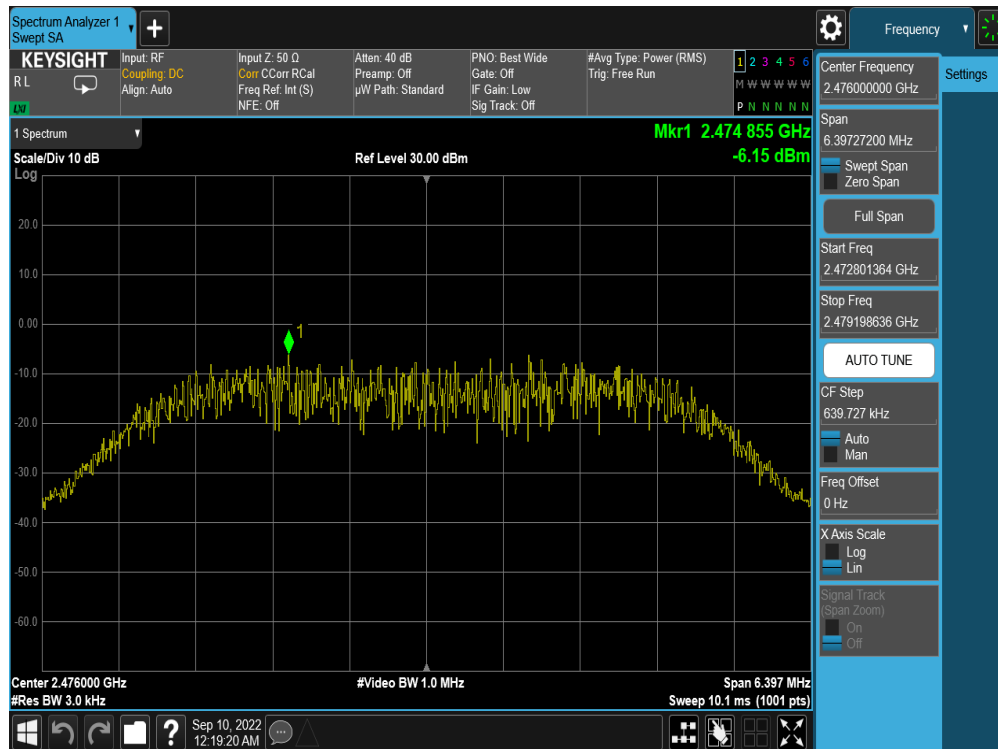 Spectrum Analyzer 1
Swept SA
+
Frequency
KEYSIGHT
R L
LXI
Input: RF
Coupling: DC
Align: Auto
Input Z: 50 Ω
Corr CCorr RCal
Freq Ref: Int (S)
NFE: Off
Atten: 40 dB
Preamp: Off
µW Path: Standard
PNO: Best Wide
Gate: Off
IF Gain: Low
Sig Track: Off
#Avg Type: Power (RMS)
Trig: Free Run
1 2 3 4 5 6
M W W W W W
P N N N N N
1 Spectrum
Scale/Div 10 dB
Log
Ref Level 30.00 dBm
Mkr1 2.474 855 GHz
-6.15 dBm
20.0
10.0
0.00
-10.0
-20.0
-30.0
-40.0
-50.0
-60.0
1
Center 2.476000 GHz
#Res BW 3.0 kHz
#Video BW 1.0 MHz
Span 6.397 MHz
Sweep 10.1 ms (1001 pts)
Center Frequency
2.476000000 GHz
Settings
Span
6.39727200 MHz
Swept Span
Zero Span
Full Span
Start Freq
2.472801364 GHz
Stop Freq
2.479198636 GHz
AUTO TUNE
CF Step
639.727 kHz
Auto
Man
Freq Offset
0 Hz
X Axis Scale
Log
Lin
Signal Track
(Span Zoom)
On
Off
?
Sep 10, 2022
12:19:20 AM